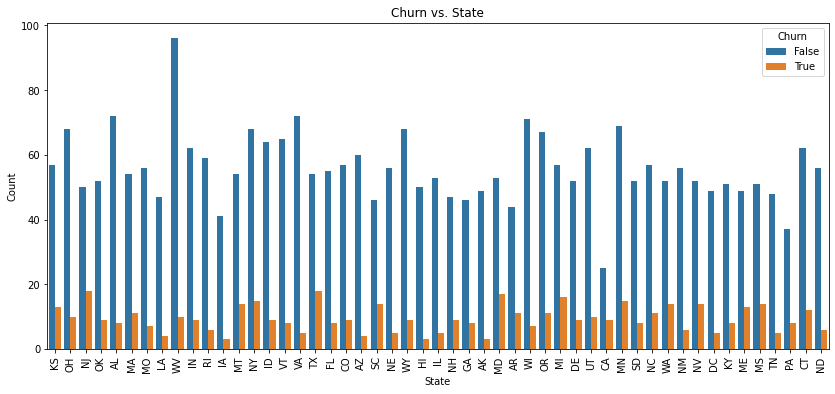 Churn vs. State
Churn
False
True
Count
100
80
60
40
20
0
KS OH NJ OK AL MA MO LA WV IN RI IA MT NY ID VT VA TX FL CO AZ SC NE WY HI IL NH GA AK MD AR WI OR MI DE UT CA MN SD NC WA NM NV DC KY ME MS TN PA CT ND
State